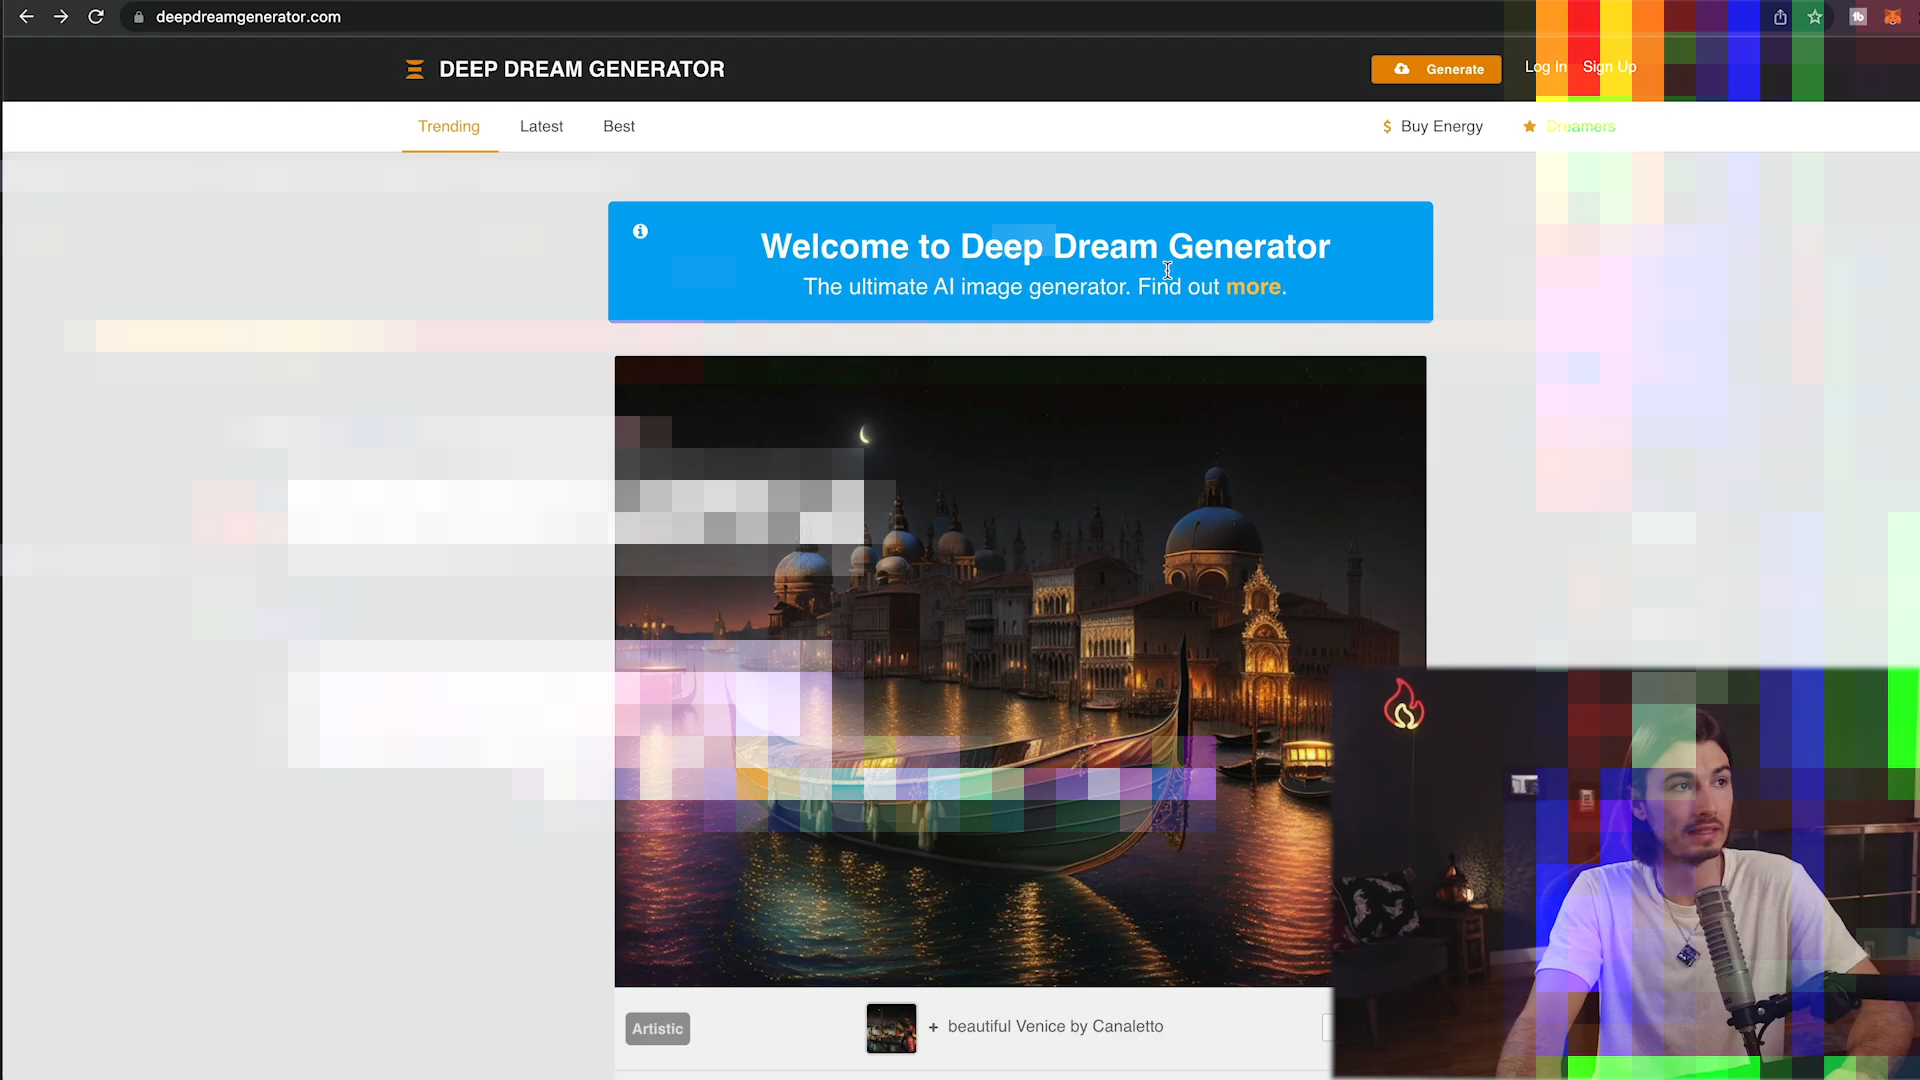 deepdreamgenerator.com
DEEP DREAM GENERATOR
Generate
Log In
Sign Up
Trending
Latest
Best
$ Buy Energy
Dreamers
Welcome to Deep Dream Generator
The ultimate AI image generator. Find out more.
Artistic
+ beautiful Venice by Canaletto